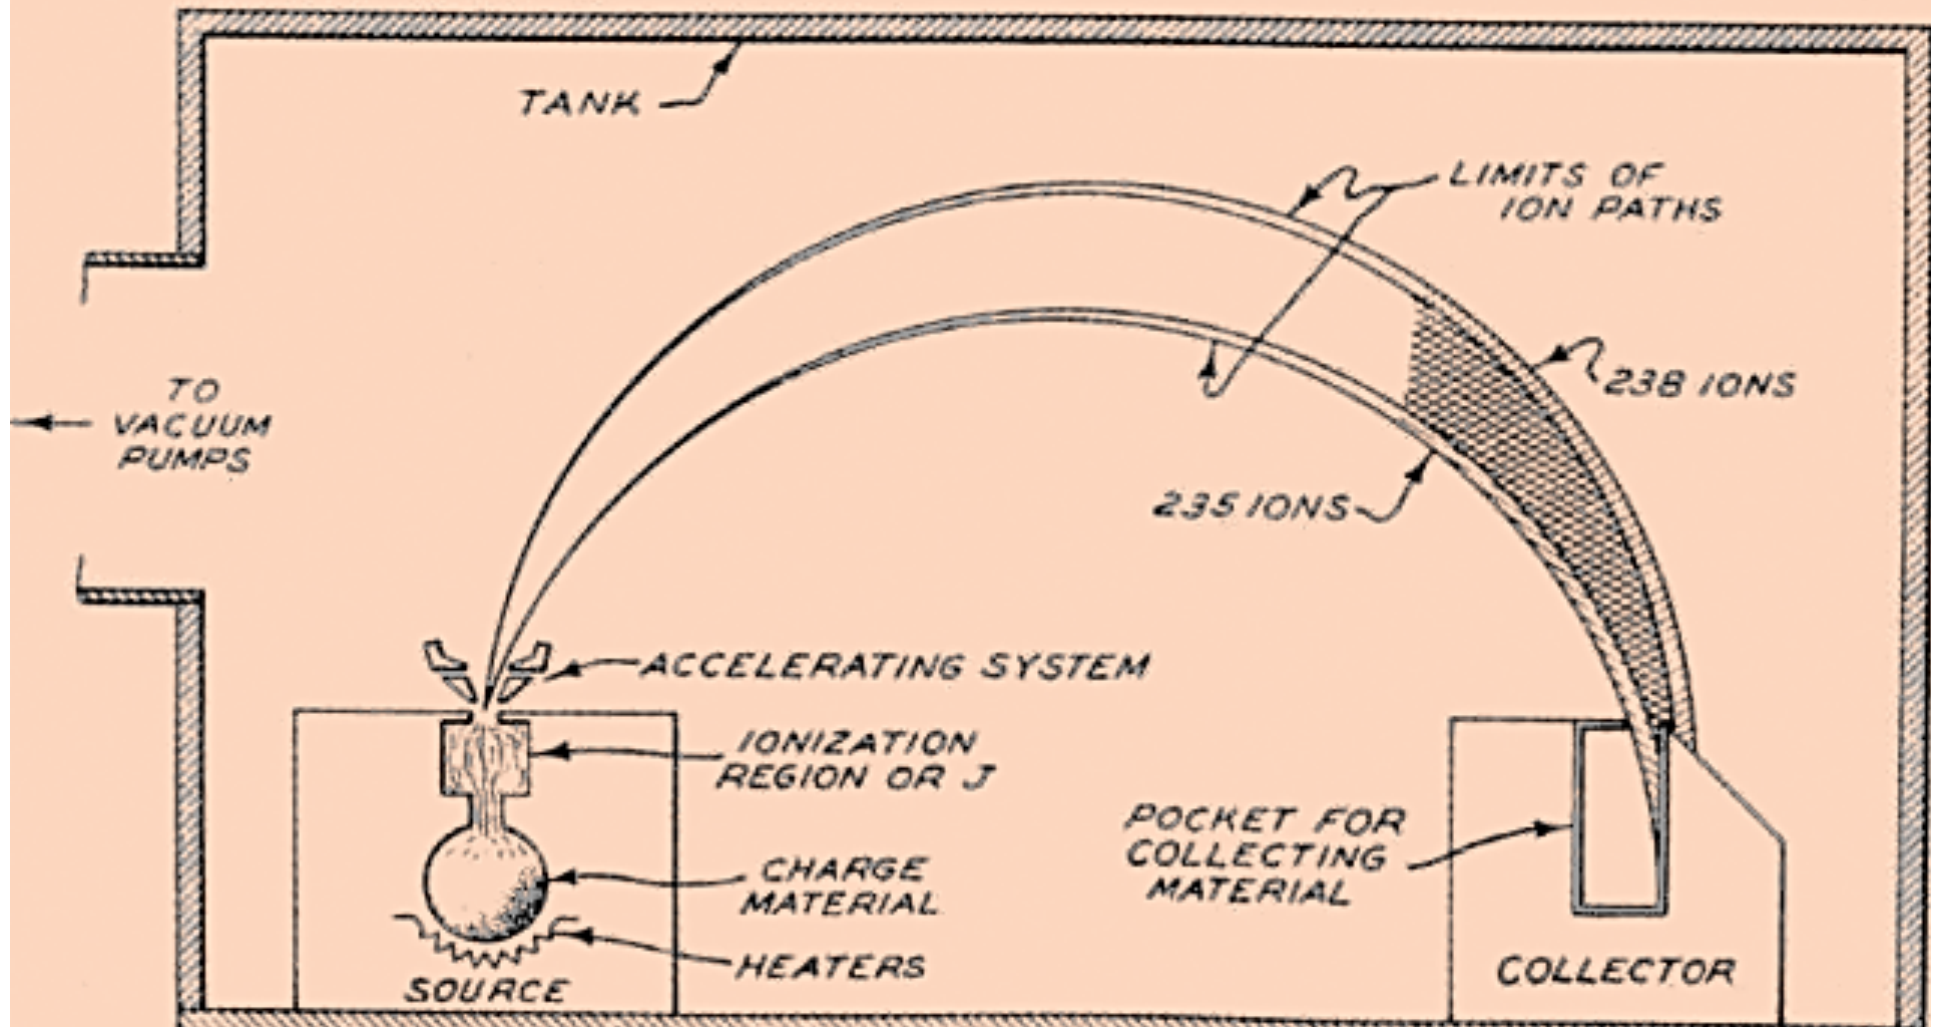 TANK
LIMITS OF
ION PATHS
TO
VACUUM
PUMPS
238 IONS
235 IONS
ACCELERATING SYSTEM
IONIZATION
REGION OR J
POCKET FOR
COLLECTING
MATERIAL
CHARGE
MATERIAL
HEATERS
SOURCE
COLLECTOR